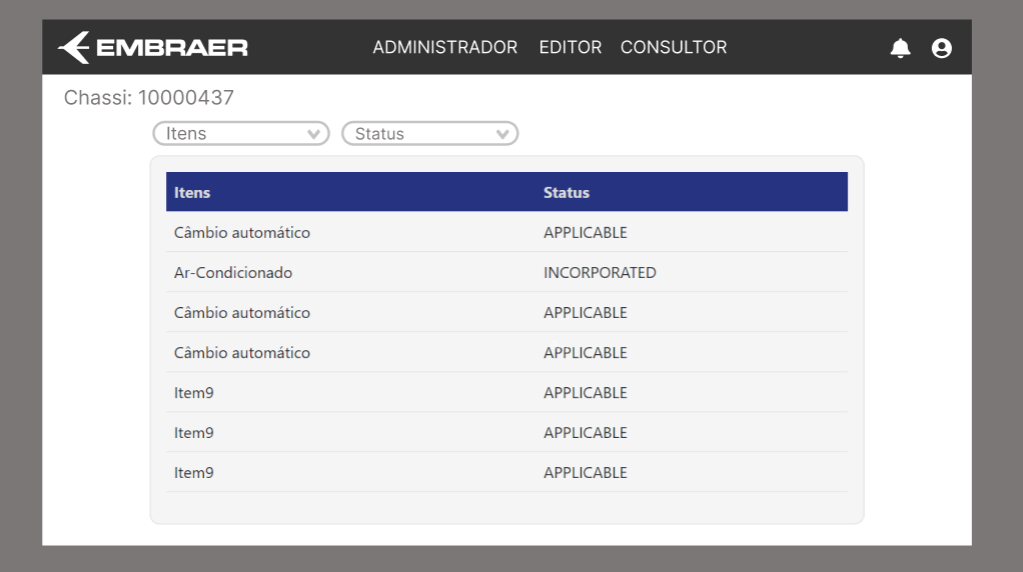 EMBRAER ADMINISTRADOR EDITOR CONSULTOR
Chassi: 10000437
Itens Status
Itens Status
Câmbio automático APPLICABLE
Ar-Condicionado INCORPORATED
Câmbio automático APPLICABLE
Câmbio automático APPLICABLE
Item9 APPLICABLE
Item9 APPLICABLE
Item9 APPLICABLE